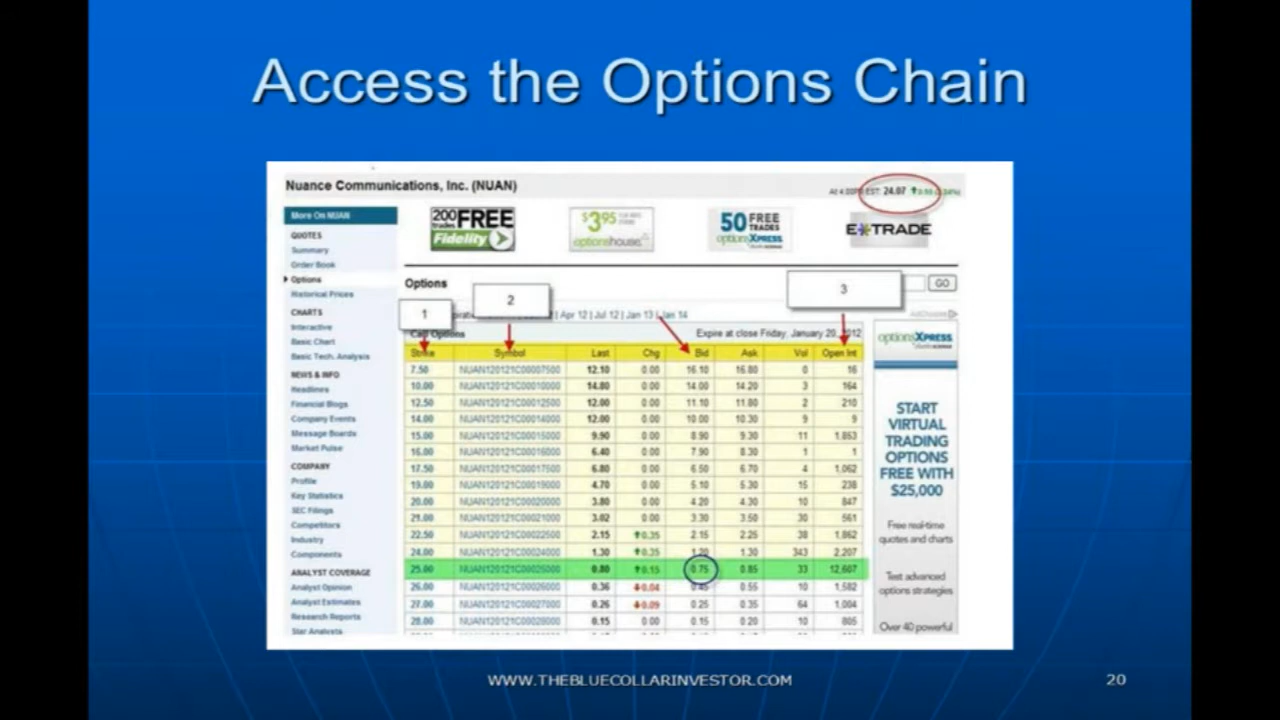 Access the Options Chain
Nuance Communications, Inc. (NUAN)
At 4:00PM EST: 24.07
More On NUAN
QUOTES
Summary
Order Book
Options
Historical Prices
CHARTS
Interactive
Basic Chart
Basic Tech. Analysis
NEWS & INFO
Headlines
Financial Blogs
Company Events
Message Boards
Market Pulse
COMPANY
Profile
Key Statistics
SEC Filings
Competitors
Industry
Components
ANALYST COVERAGE
Analyst Opinion
Analyst Estimates
Research Reports
Star Analysts
200 FREE
trades
Fidelity
$3.95
optionshouse
50 FREE TRADES
optionsXpress
E*TRADE
Options
GO
1
2
3
| Apr 12 | Jul 12 | Jan 13 | Jan 14
Call Options
Expire at close Friday, January 20, 2012
Strike Symbol Last Chg Bid Ask Vol Open Int
7.50 NUAN120121C00007500 12.10 0.00 16.10 16.80 0 16
10.00 NUAN120121C00010000 14.80 0.00 14.00 14.20 3 164
12.50 NUAN120121C00012500 12.00 0.00 11.10 11.80 2 210
14.00 NUAN120121C00014000 12.00 0.00 10.00 10.30 9 9
15.00 NUAN120121C00015000 9.90 0.00 8.90 9.30 11 1,853
16.00 NUAN120121C00016000 6.40 0.00 7.90 8.30 1 1
17.50 NUAN120121C00017500 6.80 0.00 6.50 6.70 4 1,062
19.00 NUAN120121C00019000 4.70 0.00 5.10 5.30 15 238
20.00 NUAN120121C00020000 3.80 0.00 4.20 4.30 10 847
21.00 NUAN120121C00021000 3.02 0.00 3.30 3.50 30 561
22.50 NUAN120121C00022500 2.15 0.35 2.15 2.25 38 1,862
24.00 NUAN120121C00024000 1.30 0.35 1.20 1.30 343 2,207
25.00 NUAN120121C00025000 0.80 0.15 0.75 0.85 33 12,607
26.00 NUAN120121C00026000 0.36 0.04 0.45 0.55 10 1,582
27.00 NUAN120121C00027000 0.26 0.09 0.25 0.35 64 1,004
28.00 NUAN120121C00028000 0.15 0.00 0.15 0.20 10 805
optionsXpress
START
VIRTUAL
TRADING
OPTIONS
FREE WITH
$25,000
Free real-time
quotes and charts
Test advanced
options strategies
Over 40 powerful
WWW.THEBLUECOLLARINVESTOR.COM
20